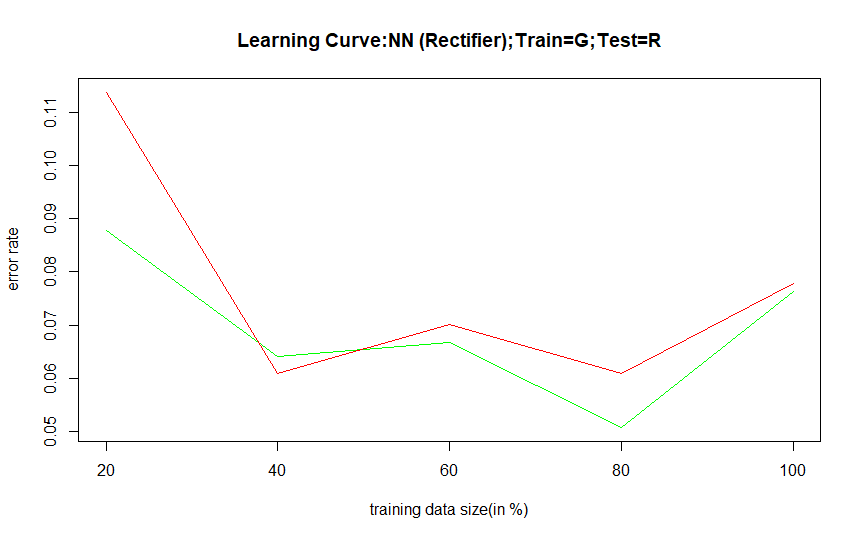 Learning Curve:NN (Rectifier);Train=G;Test=R
error rate
0.11
0.10
0.09
0.08
0.07
0.06
0.05
20 40 60 80 100
training data size(in %)